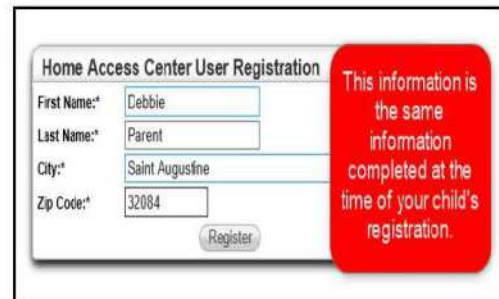 Home Access Center User Registration
First Name:* Debbie
Last Name:* Parent
City:* Saint Augustine
Zip Code:* 32084
Register
This information is
the same
information
completed at the
time of your child's
registration.